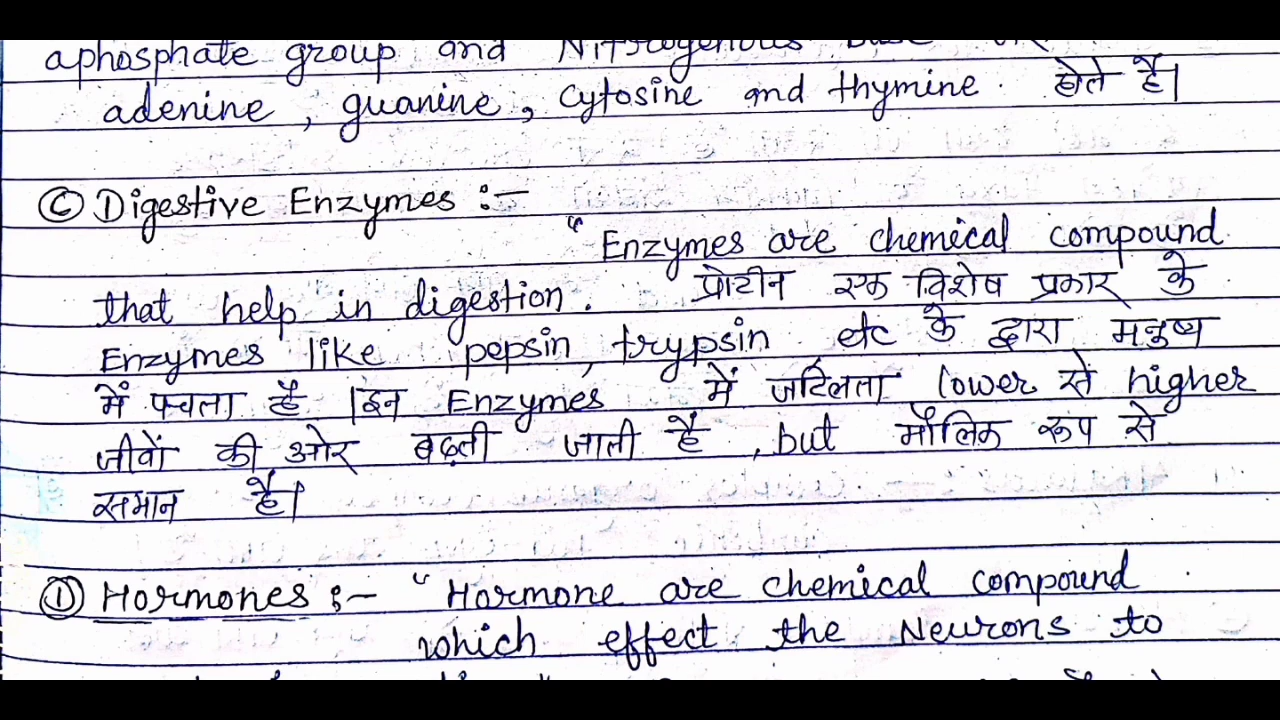 aphosphate group and Nitrogenous base
adenine, guanine, cytosine and thymine. होते हैं।
Ⓒ Digestive Enzymes :-
"Enzymes are chemical compound
that help in digestion. प्रोटीन एक विशेष प्रकार के
Enzymes like pepsin, trypsin etc के द्वारा मनुष्य
में पचता है। इन Enzymes में जटिलता lower से higher
जीवों की ओर बढ़ती जाती है, but मौलिक रूप से
समान हैं।
Ⓓ Hormones :- "Hormone are chemical compound
which effect the Neurons to